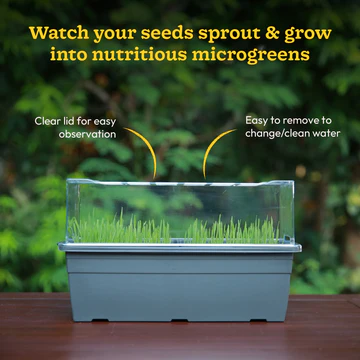 Watch your seeds sprout & grow
into nutritious microgreens
Clear lid for easy
observation
Easy to remove to
change/clean water